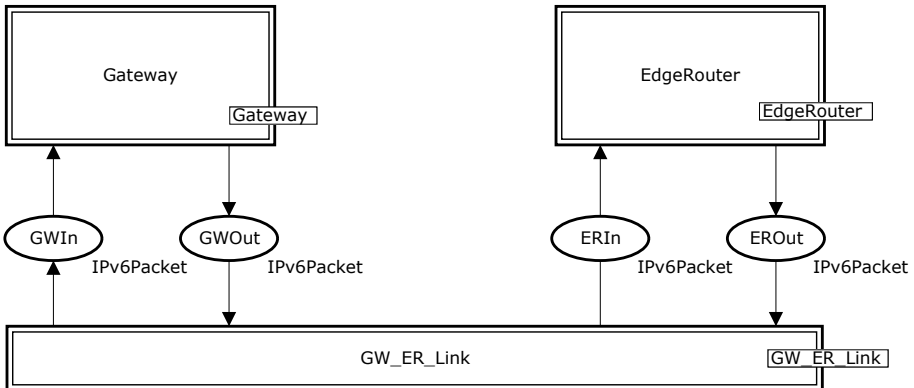 Gateway
Gateway
EdgeRouter
EdgeRouter
GWIn
IPv6Packet
GWOut
IPv6Packet
ERIn
IPv6Packet
EROut
IPv6Packet
GW_ER_Link
GW_ER_Link